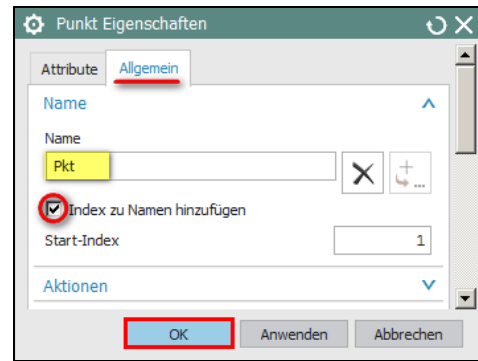 Punkt Eigenschaften
Attribute Allgemein
Name
Name
Pkt
...
Index zu Namen hinzufügen
Start-Index 1
Aktionen
OK Anwenden Abbrechen